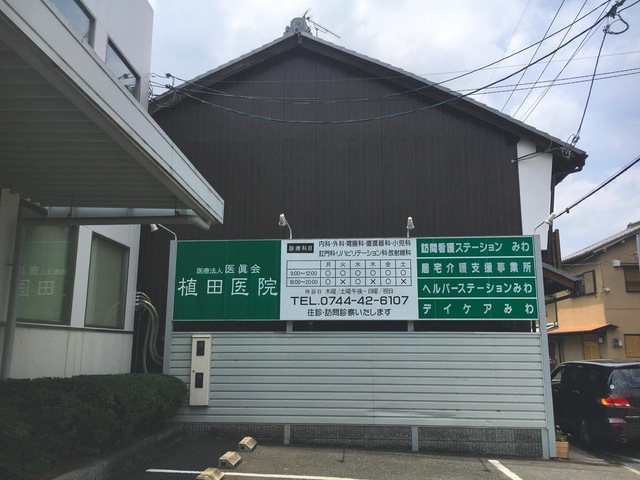 医療法人 医眞会
植田医院
診療科目
内科・外科・胃腸科・循環器科・小児科
肛門科・リハビリテーション科・放射線科
月 火 水 木 金 土
9:00〜12:00 ○ ○ ○ ○ ○ ○
18:00〜20:00 ○ ○ ○ × ○ ×
休診日 木曜/土曜午後・日曜/祝日
TEL.0744-42-6107
往診・訪問診察いたします
訪問看護ステーション みわ
居宅介護支援事業所
ヘルパーステーションみわ
デイケアみわ